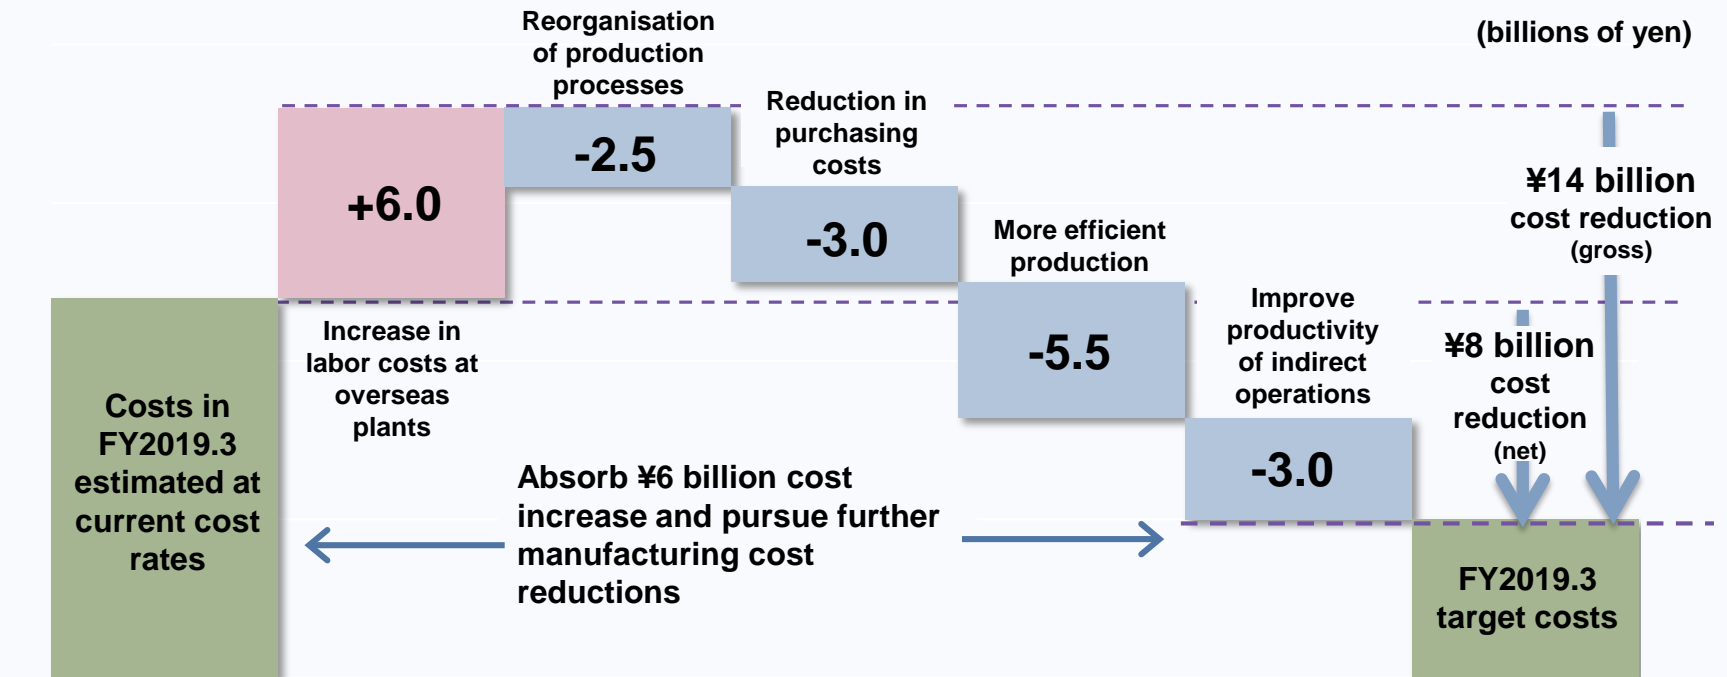 (billions of yen)
Reorganisation
of production
processes
Reduction in
purchasing
costs
-2.5
+6.0
-3.0
¥14 billion
cost reduction
(gross)
More efficient
production
-5.5
Improve
productivity
of indirect
operations
-3.0
¥8 billion
cost
reduction
(net)
Increase in
labor costs at
overseas
plants
Costs in
FY2019.3
estimated at
current cost
rates
Absorb ¥6 billion cost
increase and pursue further
manufacturing cost
reductions
FY2019.3
target costs